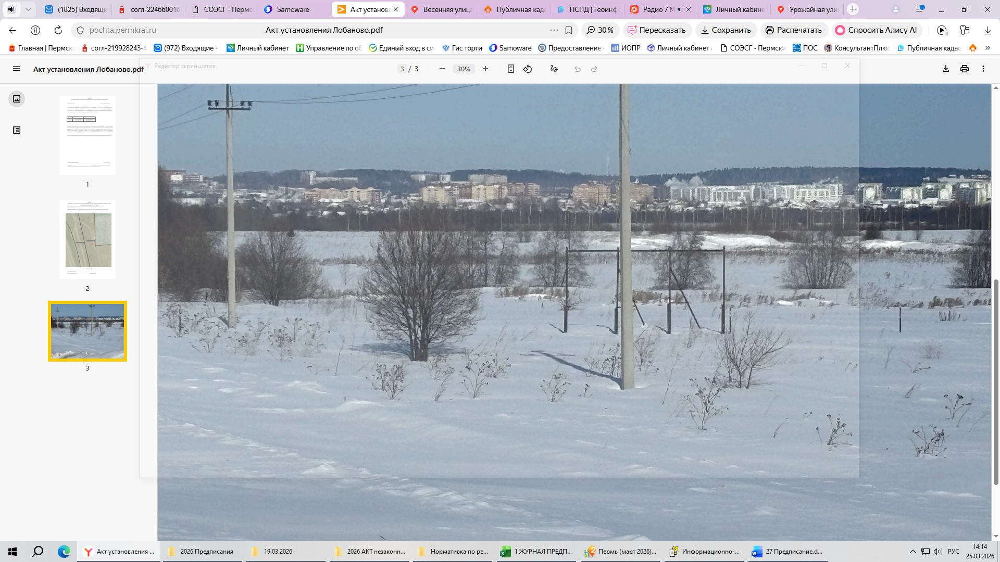 (1825) Входящи
согл-224660016
СОЭСГ - Пермс
Samoware
Акт установл
Весенняя улица
Публичная када
НСПД | Геоинф
Радио 7 М
Личный кабине
Урожайная ули
pochta.permkrai.ru
Акт установления Лобаново.pdf
30 %
Пересказать
Сохранить
Распечатать
Спросить Алису AI
Главная | Пермски
согл-219928243-4
(972) Входящие -
Личный кабинет
Управление по об
Единый вход в си
Гис торги
Samoware
Предоставление
ИОПР
Личный кабинет г
СОЭСГ - Пермски
ПОС
КонсультантПлюс
Публичная кадас
»
Акт установления Лобаново.pdf
Редактор скриншотов
3 / 3
30%
1
2
3
Акт установления ...
2026 Предписания
19.03.2026
2026 АКТ незаконн...
Нормативка по ре...
1 ЖУРНАЛ ПРЕДП...
Пермь (март 2026)...
Информационно-...
27 Предписание.d...
РУС
14:14
25.03.2026